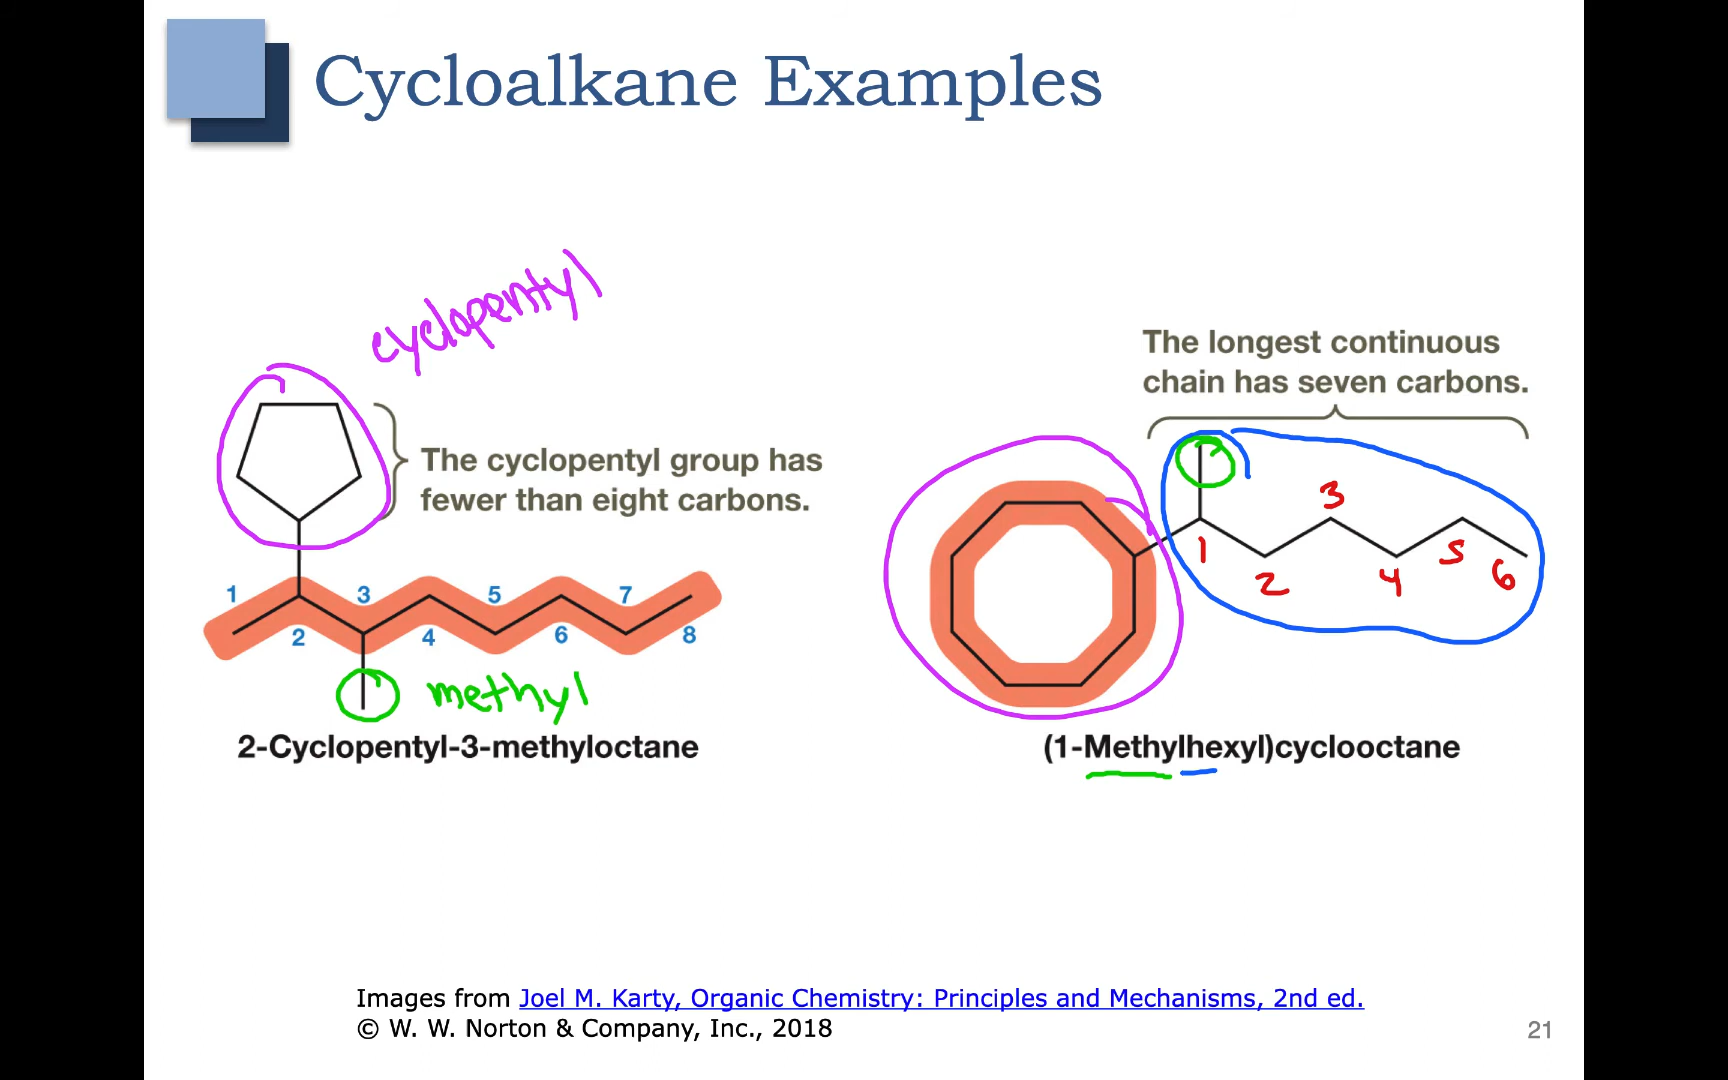 Cycloalkane Examples
cyclopentyl
The cyclopentyl group has
fewer than eight carbons.
1
2
3
4
5
6
7
8
methyl
2-Cyclopentyl-3-methyloctane
The longest continuous
chain has seven carbons.
1
2
3
4
5
6
(1-Methylhexyl)cyclooctane
Images from Joel M. Karty, Organic Chemistry: Principles and Mechanisms, 2nd ed.
© W. W. Norton & Company, Inc., 2018
21